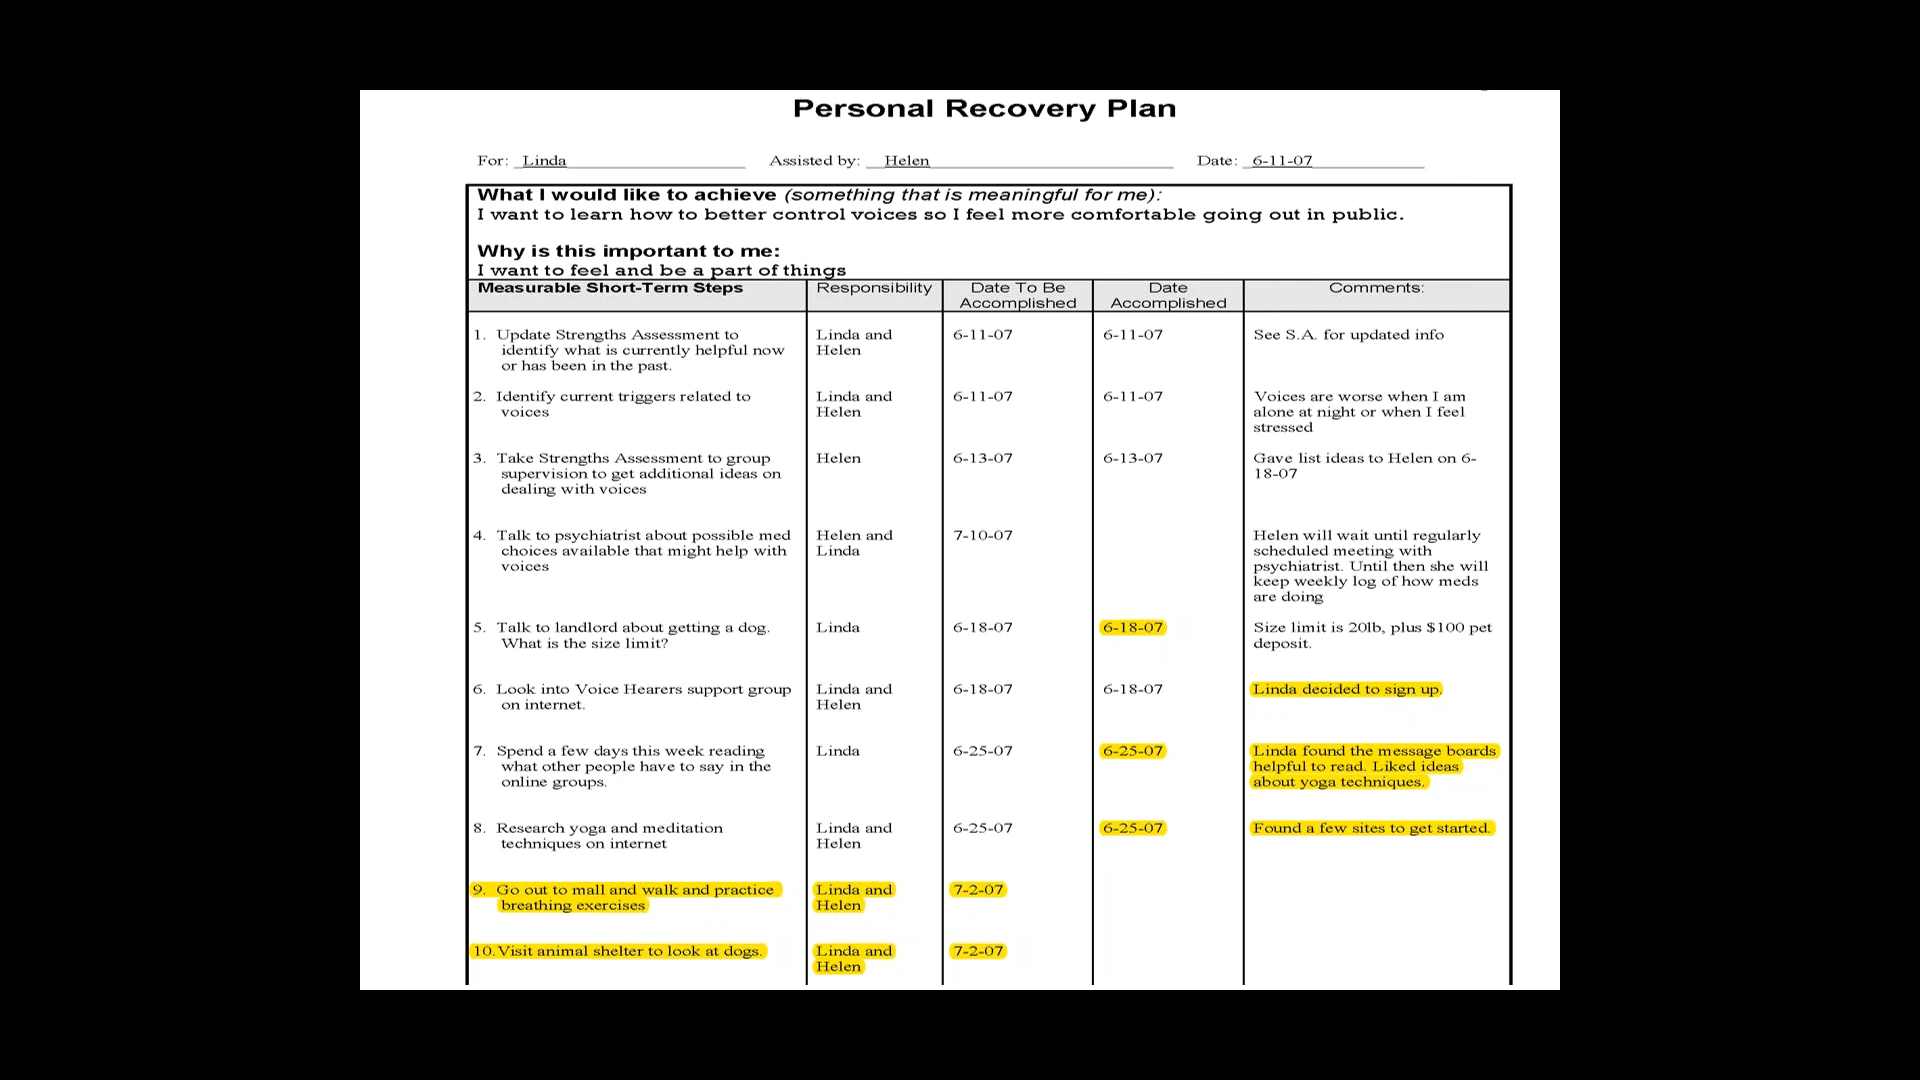 Personal Recovery Plan
For: Linda Assisted by: Helen Date: 6-11-07
What I would like to achieve (something that is meaningful for me):
I want to learn how to better control voices so I feel more comfortable going out in public.
Why is this important to me:
I want to feel and be a part of things
Measurable Short-Term Steps
Responsibility
Date To Be
Accomplished
Date
Accomplished
Comments:
1. Update Strengths Assessment to
identify what is currently helpful now
or has been in the past.
Linda and
Helen
6-11-07
6-11-07
See S.A. for updated info
2. Identify current triggers related to
voices
Linda and
Helen
6-11-07
6-11-07
Voices are worse when I am
alone at night or when I feel
stressed
3. Take Strengths Assessment to group
supervision to get additional ideas on
dealing with voices
Helen
6-13-07
6-13-07
Gave list ideas to Helen on 6-
18-07
4. Talk to psychiatrist about possible med
choices available that might help with
voices
Helen and
Linda
7-10-07
Helen will wait until regularly
scheduled meeting with
psychiatrist. Until then she will
keep weekly log of how meds
are doing
5. Talk to landlord about getting a dog.
What is the size limit?
Linda
6-18-07
6-18-07
Size limit is 20lb, plus $100 pet
deposit.
6. Look into Voice Hearers support group
on internet.
Linda and
Helen
6-18-07
6-18-07
Linda decided to sign up.
7. Spend a few days this week reading
what other people have to say in the
online groups.
Linda
6-25-07
6-25-07
Linda found the message boards
helpful to read. Liked ideas
about yoga techniques.
8. Research yoga and meditation
techniques on internet
Linda and
Helen
6-25-07
6-25-07
Found a few sites to get started.
9. Go out to mall and walk and practice
breathing exercises
Linda and
Helen
7-2-07
10. Visit animal shelter to look at dogs.
Linda and
Helen
7-2-07